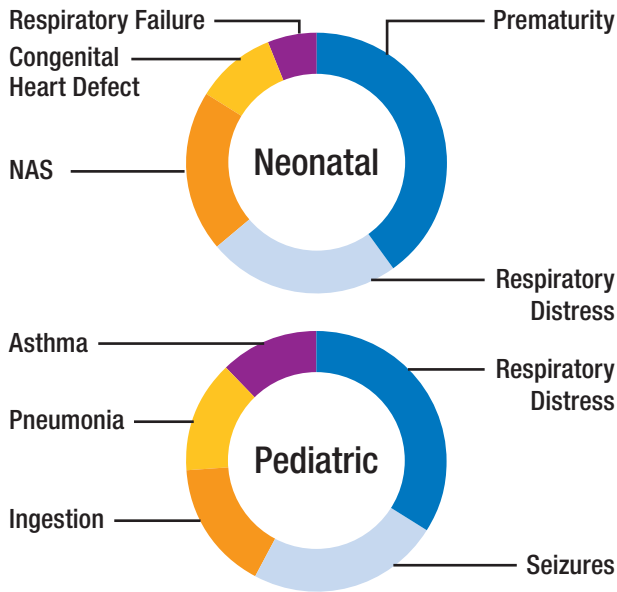 Respiratory Failure
Prematurity
Congenital
Heart Defect
Neonatal
NAS
Respiratory
Distress
Asthma
Respiratory
Distress
Pneumonia
Pediatric
Ingestion
Seizures